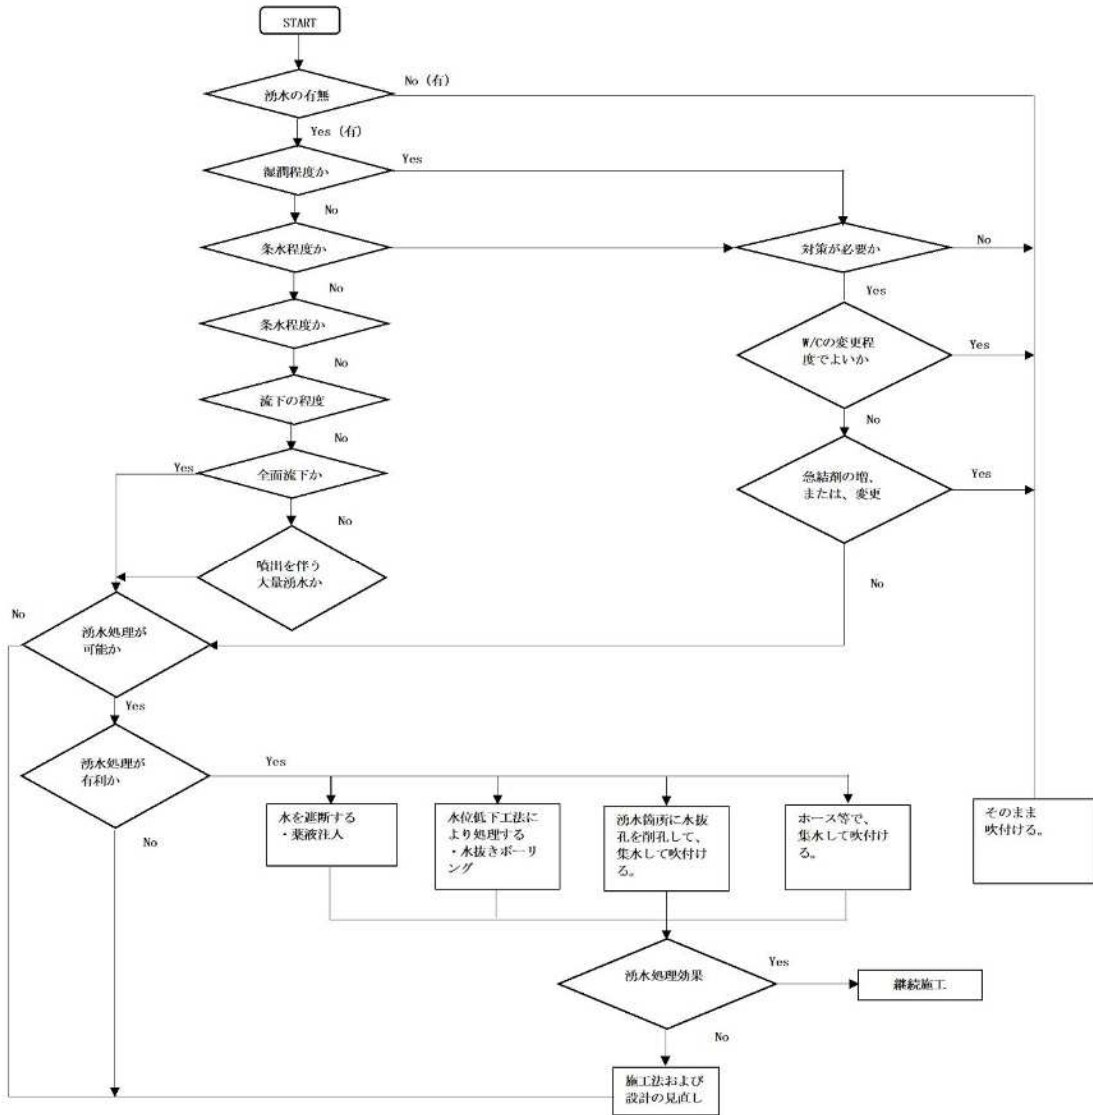 START
No (有)
湧水の有無
Yes (有)
湿潤程度か
Yes
No
条水程度か
対策が必要か
No
No
Yes
条水程度か
W/Cの変更程
度でよいか
Yes
No
流下の程度
No
No
Yes
全面流下か
急結剤の増、
または、変更
Yes
No
噴出を伴う
大量湧水か
No
No
湧水処理が
可能か
Yes
湧水処理が
有利か
Yes
No
水を遮断する
・薬液注入
水位低下工法に
より処理する
・水抜きボーリ
ング
湧水箇所に水抜
孔を削孔して、
集水して吹付け
る。
ホース等で、
集水して吹付け
る。
そのまま
吹付ける。
湧水処理効果
Yes
継続施工
No
施工法および
設計の見直し